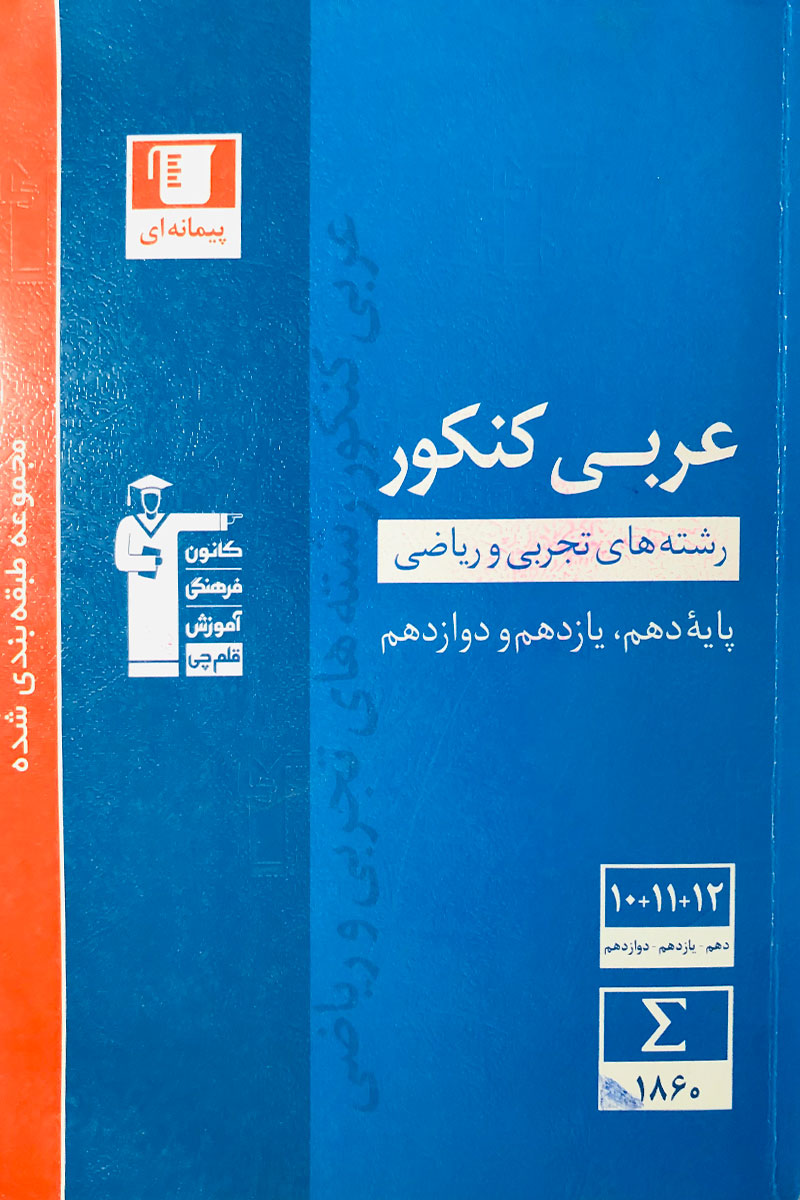 پیمانه‌ای
عربی کنکور
رشته‌های تجربی و ریاضی
پایهٔ دهم، یازدهم و دوازدهم
کانون
فرهنگی
آموزش
قلم‌چی
مجموعه طبقه‌بندی شده
عربی کنکور رشته‌های تجربی و ریاضی
۱۰+۱۱+۱۲
دهم - یازدهم - دوازدهم
Σ
۱۸۶۰